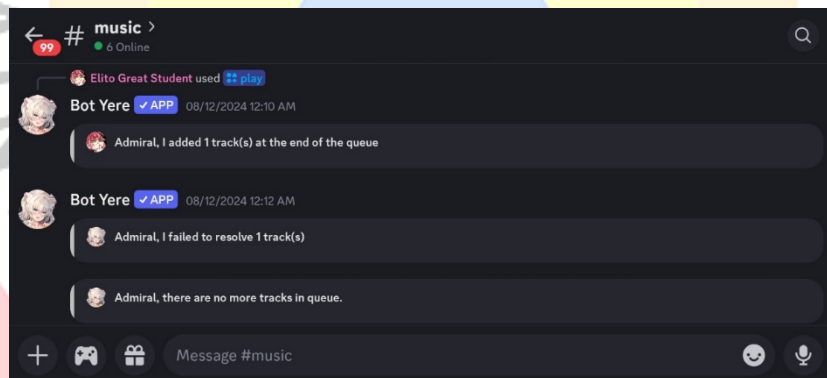 99
# music >
6 Online
Elito Great Student used play
Bot Yere ✓ APP 08/12/2024 12:10 AM
Admiral, I added 1 track(s) at the end of the queue
Bot Yere ✓ APP 08/12/2024 12:12 AM
Admiral, I failed to resolve 1 track(s)
Admiral, there are no more tracks in queue.
Message #music